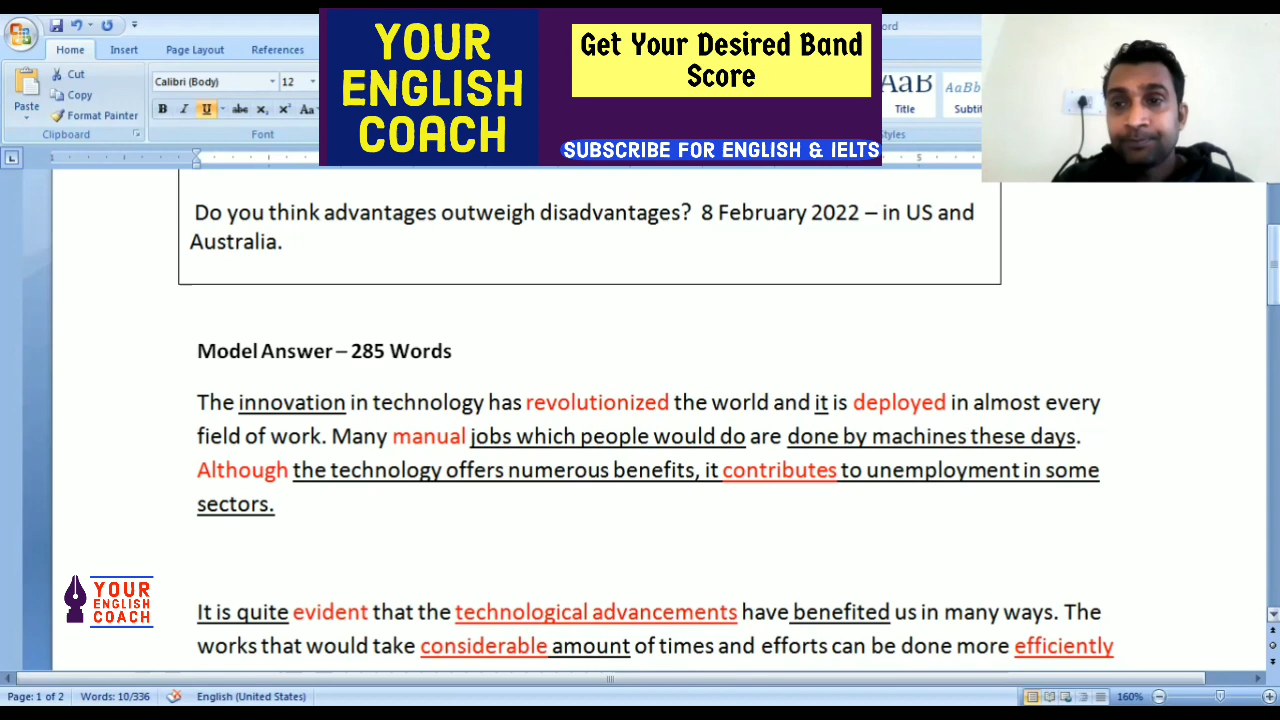 Home Insert Page Layout References
Cut
Copy
Format Painter
Paste
Clipboard
Calibri (Body) 12
B I U abc x₂ x² Aa
Font
YOUR
ENGLISH
COACH
Get Your Desired Band
Score
SUBSCRIBE FOR ENGLISH & IELTS
Title
Do you think advantages outweigh disadvantages? 8 February 2022 – in US and
Australia.
Model Answer – 285 Words
The innovation in technology has revolutionized the world and it is deployed in almost every
field of work. Many manual jobs which people would do are done by machines these days.
Although the technology offers numerous benefits, it contributes to unemployment in some
sectors.
YOUR
ENGLISH
COACH
It is quite evident that the technological advancements have benefited us in many ways. The
works that would take considerable amount of times and efforts can be done more efficiently
Page: 1 of 2 Words: 10/336 English (United States) 160%